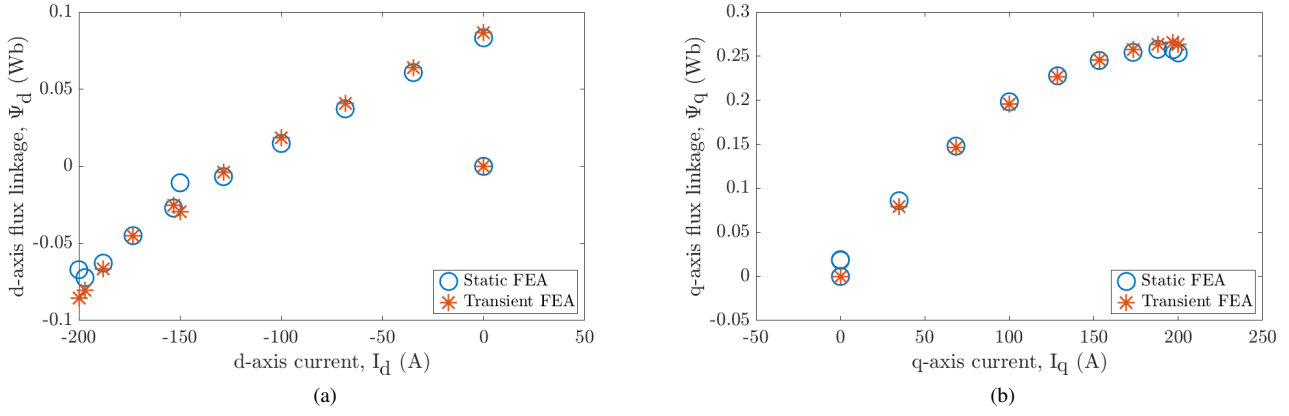 0.1
0.05
0
-0.05
-0.1
d-axis flux linkage, Ψd (Wb)
Static FEA
Transient FEA
-200 -150 -100 -50 0 50
d-axis current, Id (A)
(a)
0.3
0.25
0.2
0.15
0.1
0.05
0
-0.05
q-axis flux linkage, Ψq (Wb)
Static FEA
Transient FEA
-50 0 50 100 150 200 250
q-axis current, Iq (A)
(b)